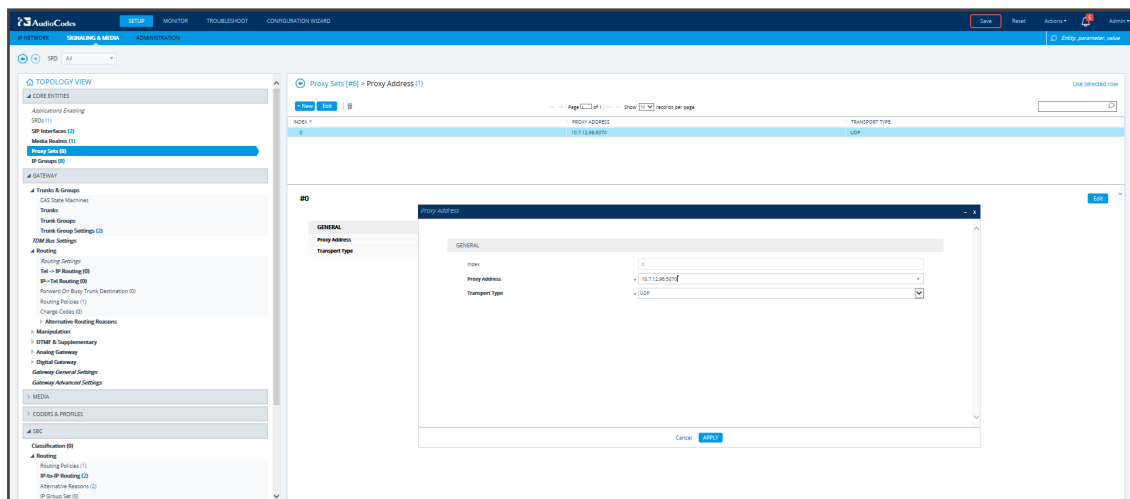 AudioCodes SETUP MONITOR TROUBLESHOOT CONFIGURATION WIZARD Save Reset Actions 5 Admin
IP NETWORK SIGNALING & MEDIA ADMINISTRATION Entity, parameter, value
SRD All
TOPOLOGY VIEW
CORE ENTITIES
Applications Enabling
SRDs (1)
SIP Interfaces (2)
Media Realms (1)
Proxy Sets (8)
IP Groups (8)
GATEWAY
Trunks & Groups
CAS State Machines
Trunks
Trunk Groups
Trunk Group Settings (2)
TDM Bus Settings
Routing
Routing Settings
Tel -> IP Routing (0)
IP->Tel Routing (0)
Forward On Busy Trunk Destination (0)
Routing Policies (1)
Charge Codes (0)
Alternative Routing Reasons
Manipulation
DTMF & Supplementary
Analog Gateway
Digital Gateway
Gateway General Settings
Gateway Advanced Settings
MEDIA
CODERS & PROFILES
SBC
Classification (0)
Routing
Routing Policies (1)
IP-to-IP Routing (2)
Alternative Reasons (2)
IP Group Set (0)
Proxy Sets [#6] > Proxy Address (1) Use selected row
+ New Edit Page 1 of 1 Show 10 records per page
INDEX PROXY ADDRESS TRANSPORT TYPE
0 10.7.12.96:5070 UDP
#0 Edit
GENERAL
Proxy Address
Transport Type
Proxy Address – x
GENERAL
Index 0
Proxy Address • 10.7.12.96:5070 ×
Transport Type • UDP
Cancel APPLY